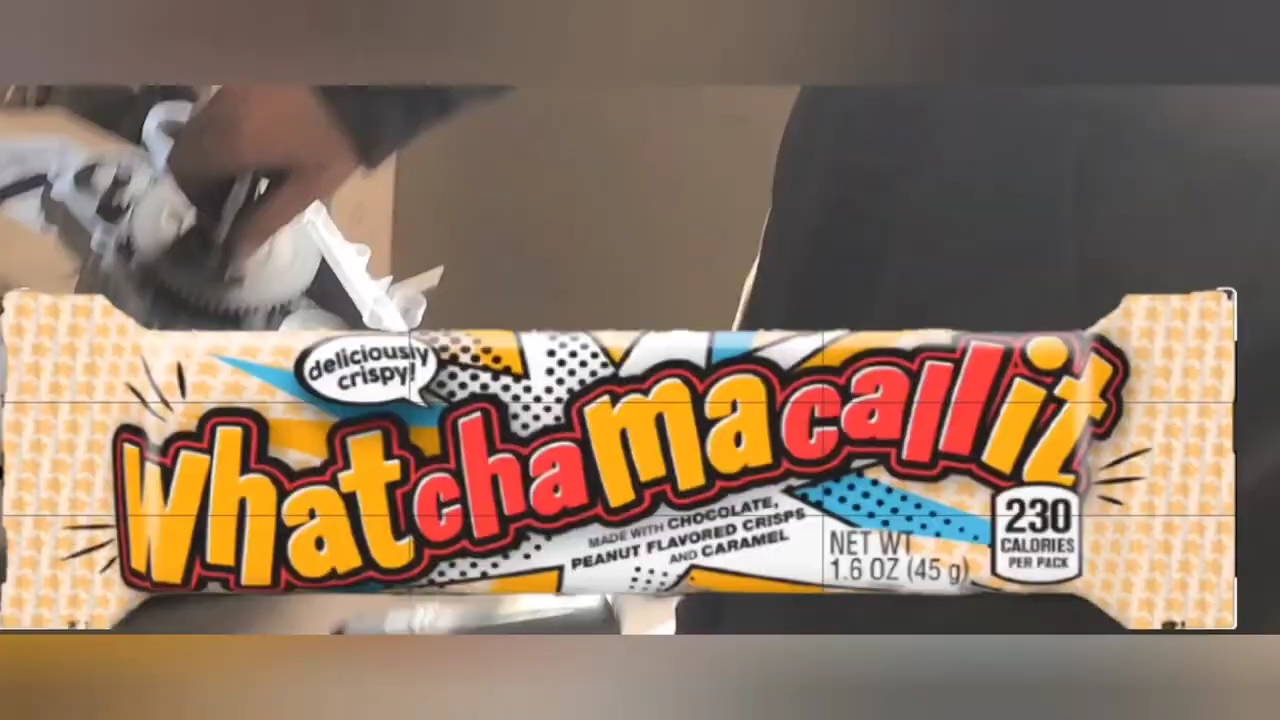 deliciously
crispy!
Whatchamacallit
MADE WITH CHOCOLATE,
PEANUT FLAVORED CRISPS
AND CARAMEL
NET WT
1.6 OZ (45 g)
230
CALORIES
PER PACK